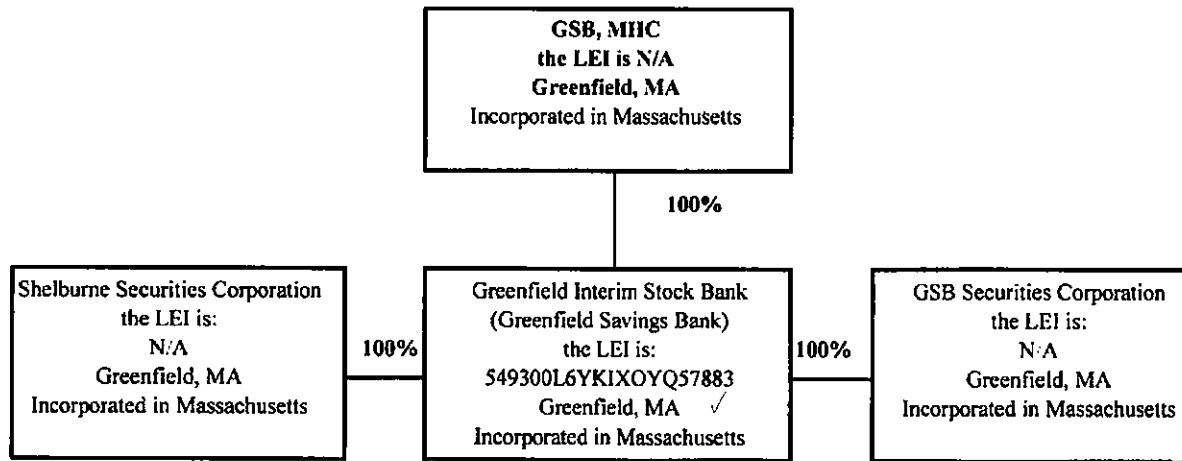 GSB, MHC
the LEI is N/A
Greenfield, MA
Incorporated in Massachusetts
100%
Shelburne Securities Corporation
the LEI is:
N/A
Greenfield, MA
Incorporated in Massachusetts
100%
Greenfield Interim Stock Bank
(Greenfield Savings Bank)
the LEI is:
549300L6YKIXOYQ57883
Greenfield, MA ✓
Incorporated in Massachusetts
100%
GSB Securities Corporation
the LEI is:
N/A
Greenfield, MA
Incorporated in Massachusetts